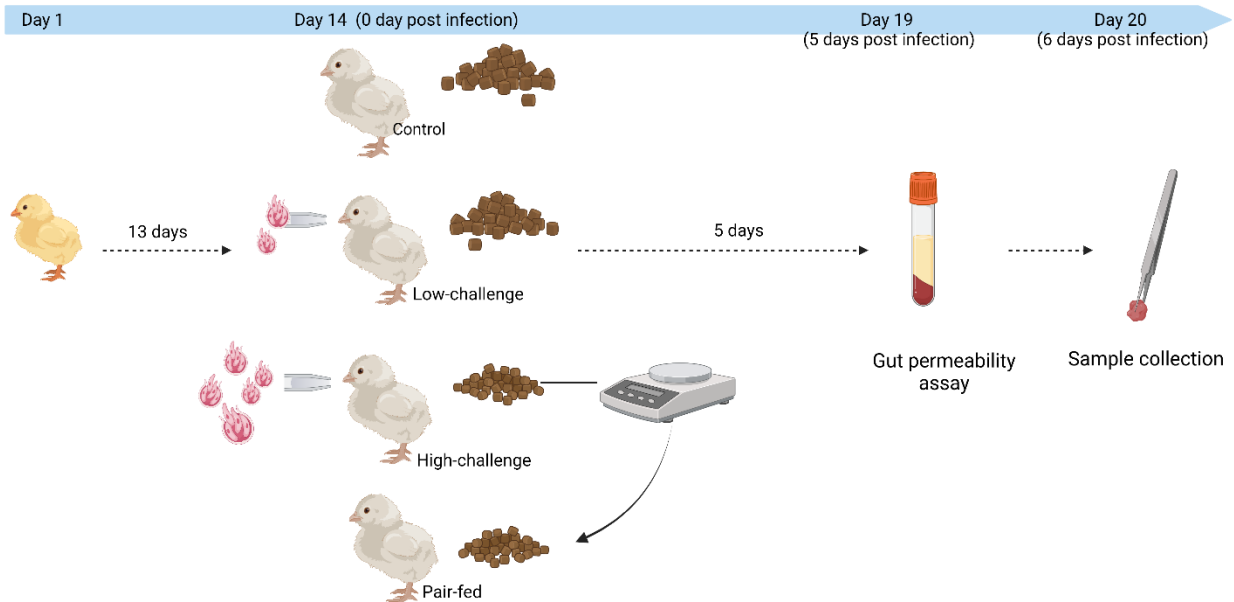 Day 1
Day 14 (0 day post infection)
Day 19
(5 days post infection)
Day 20
(6 days post infection)
Control
13 days
Low-challenge
5 days
Gut permeability
assay
Sample collection
High-challenge
Pair-fed